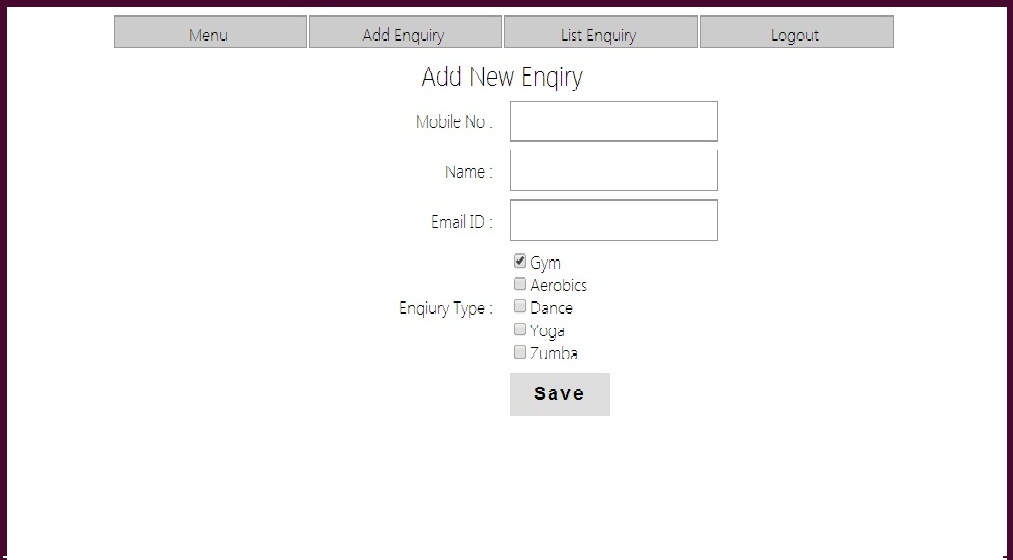 Menu Add Enquiry List Enquiry Logout
Add New Enqiry
Mobile No :
Name :
Email ID :
Gym
Aerobics
Enqiury Type : Dance
Yoga
Zumba
Save